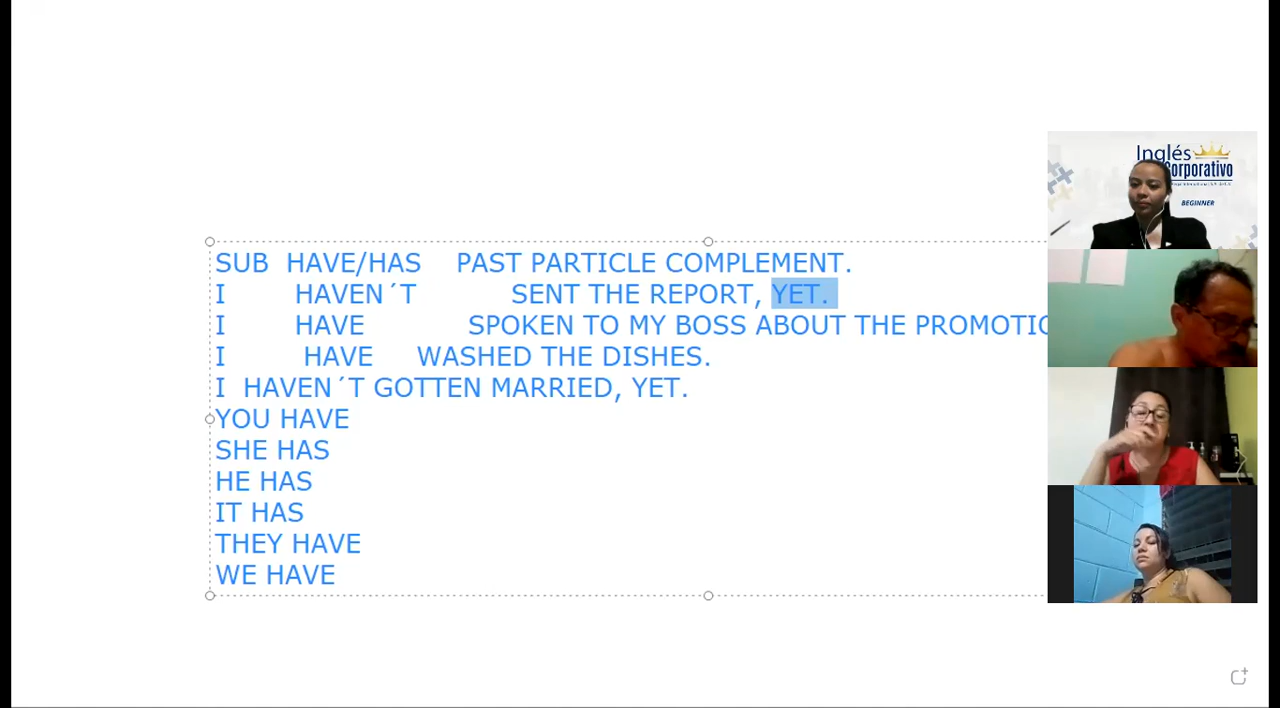 Inglés
Corporativo
BEGINNER
SUB HAVE/HAS PAST PARTICLE COMPLEMENT.
I HAVEN´T SENT THE REPORT, YET.
I HAVE SPOKEN TO MY BOSS ABOUT THE
I HAVE WASHED THE DISHES.
I HAVEN´T GOTTEN MARRIED, YET.
YOU HAVE
SHE HAS
HE HAS
IT HAS
THEY HAVE
WE HAVE